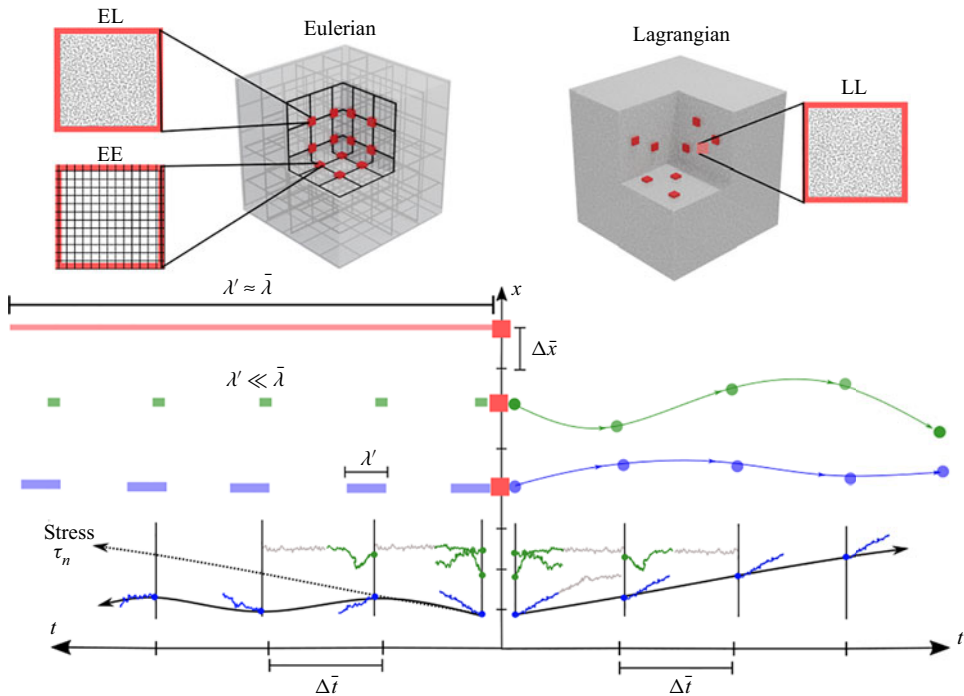 EL
Eulerian
Lagrangian
LL
EE
λ′ ≈ λ̄
x
Δx̄
λ′ ≪ λ̄
λ′
Stress
τₙ
t
t
Δt̄
Δt̄